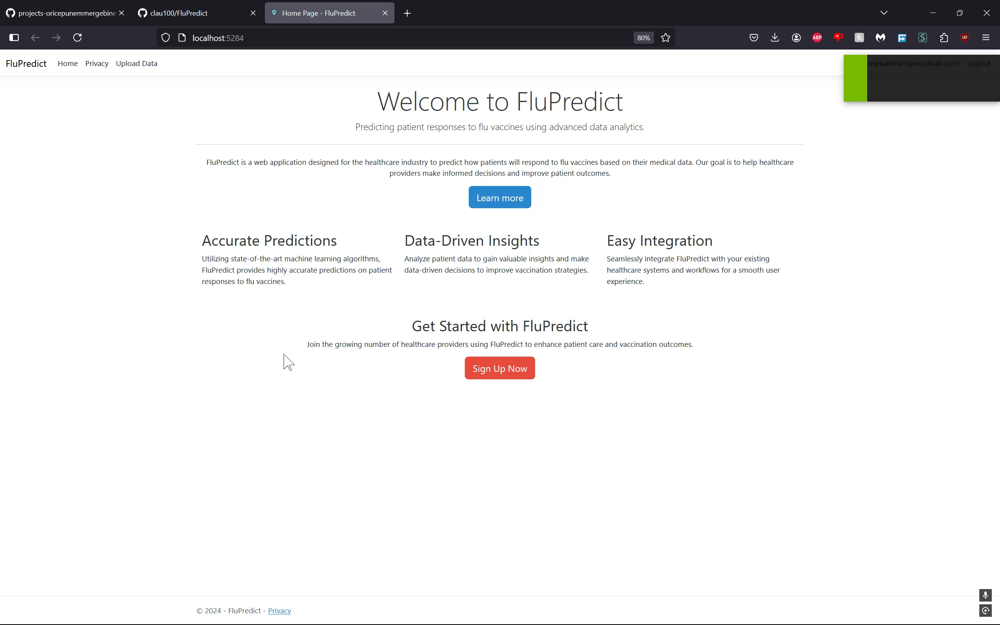 projects-oricepunemmergebine
clau100/FluPredict
Home Page - FluPredict
localhost:5284
80%
ABP
FluPredict
Home
Privacy
Upload Data
msekwh6w5@mozmail.com!
Logout
Welcome to FluPredict
Predicting patient responses to flu vaccines using advanced data analytics.
FluPredict is a web application designed for the healthcare industry to predict how patients will respond to flu vaccines based on their medical data. Our goal is to help healthcare
providers make informed decisions and improve patient outcomes.
Learn more
Accurate Predictions
Utilizing state-of-the-art machine learning algorithms,
FluPredict provides highly accurate predictions on patient
responses to flu vaccines.
Data-Driven Insights
Analyze patient data to gain valuable insights and make
data-driven decisions to improve vaccination strategies.
Easy Integration
Seamlessly integrate FluPredict with your existing
healthcare systems and workflows for a smooth user
experience.
Get Started with FluPredict
Join the growing number of healthcare providers using FluPredict to enhance patient care and vaccination outcomes.
Sign Up Now
© 2024 - FluPredict - Privacy